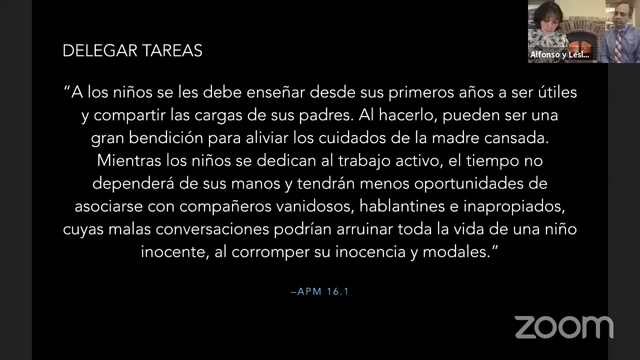 Alfonso y Lesl...
DELEGAR TAREAS
“A los niños se les debe enseñar desde sus primeros años a ser útiles
y compartir las cargas de sus padres. Al hacerlo, pueden ser una
gran bendición para aliviar los cuidados de la madre cansada.
Mientras los niños se dedican al trabajo activo, el tiempo no
dependerá de sus manos y tendrán menos oportunidades de
asociarse con compañeros vanidosos, hablantines e inapropiados,
cuyas malas conversaciones podrían arruinar toda la vida de una niño
inocente, al corromper su inocencia y modales.”
–APM 16.1
zoom